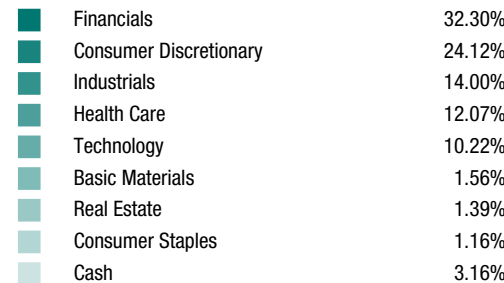 Financials 32.30%
Consumer Discretionary 24.12%
Industrials 14.00%
Health Care 12.07%
Technology 10.22%
Basic Materials 1.56%
Real Estate 1.39%
Consumer Staples 1.16%
Cash 3.16%